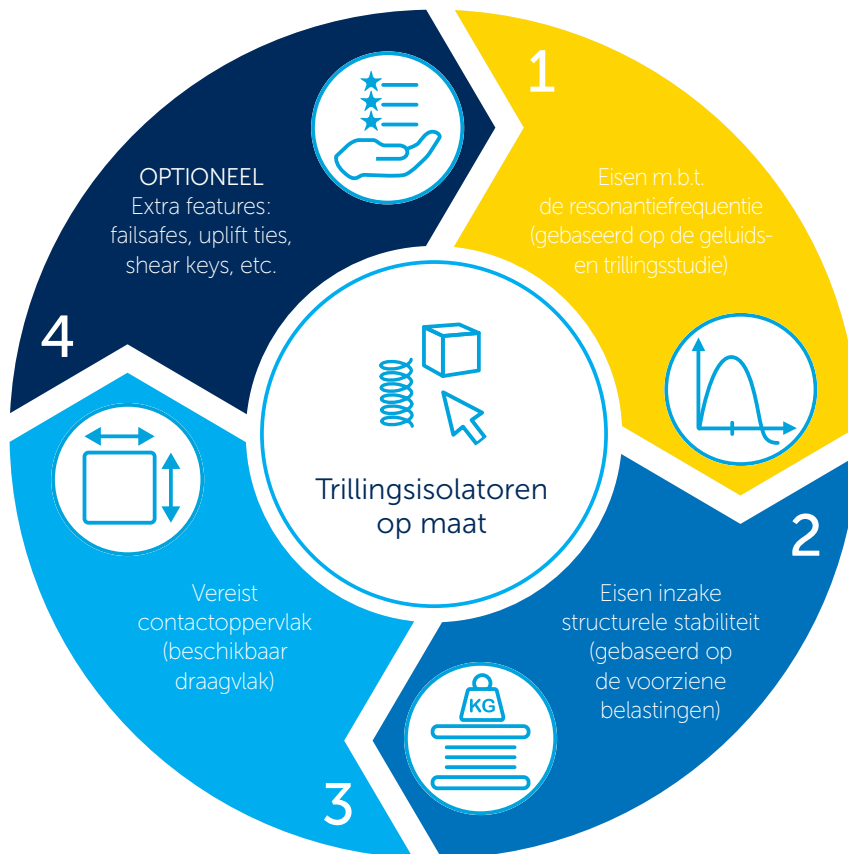 Trillingsisolatoren
op maat
1
Eisen m.b.t.
de resonantiefrequentie
(gebaseerd op de geluids-
en trillingsstudie)
2
Eisen inzake
structurele stabiliteit
(gebaseerd op
de voorziene
belastingen)
KG
3
Vereist
contactoppervlak
(beschikbaar
draagvlak)
4
OPTIONEEL
Extra features:
failsafes, uplift ties,
shear keys, etc.